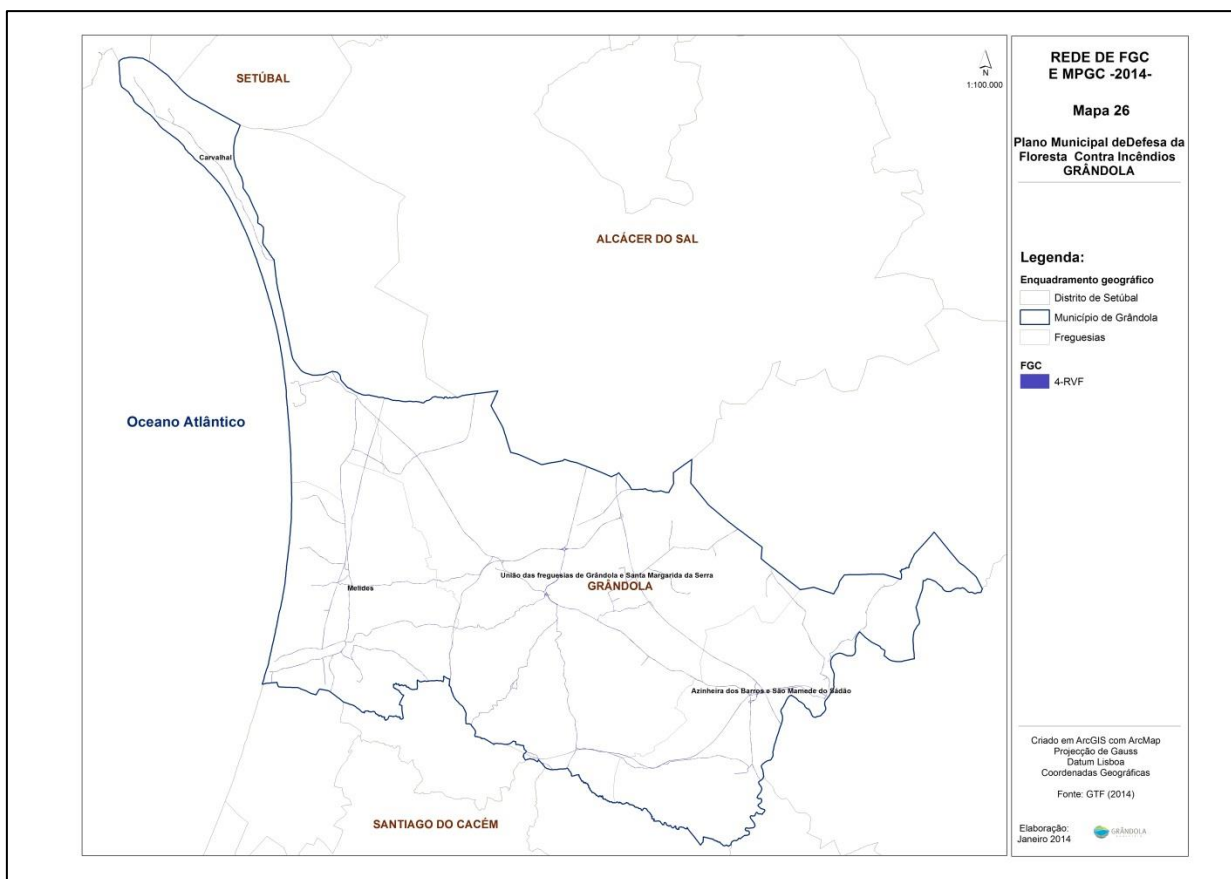 SETÚBAL
N
1:100.000
Carvalhal
ALCÁCER DO SAL
Oceano Atlântico
União das freguesias de Grândola e Santa Margarida da Serra
GRÂNDOLA
Melides
Azinheira dos Barros e São Mamede do Sádão
SANTIAGO DO CACÉM
REDE DE FGC
E MPGC -2014-
Mapa 26
Plano Municipal deDefesa da
Floresta Contra Incêndios
GRÂNDOLA
Legenda:
Enquadramento geográfico
Distrito de Setúbal
Município de Grândola
Freguesias
FGC
4-RVF
Criado em ArcGIS com ArcMap
Projecção de Gauss
Datum Lisboa
Coordenadas Geográficas
Fonte: GTF (2014)
Elaboração:
Janeiro 2014
GRÂNDOLA